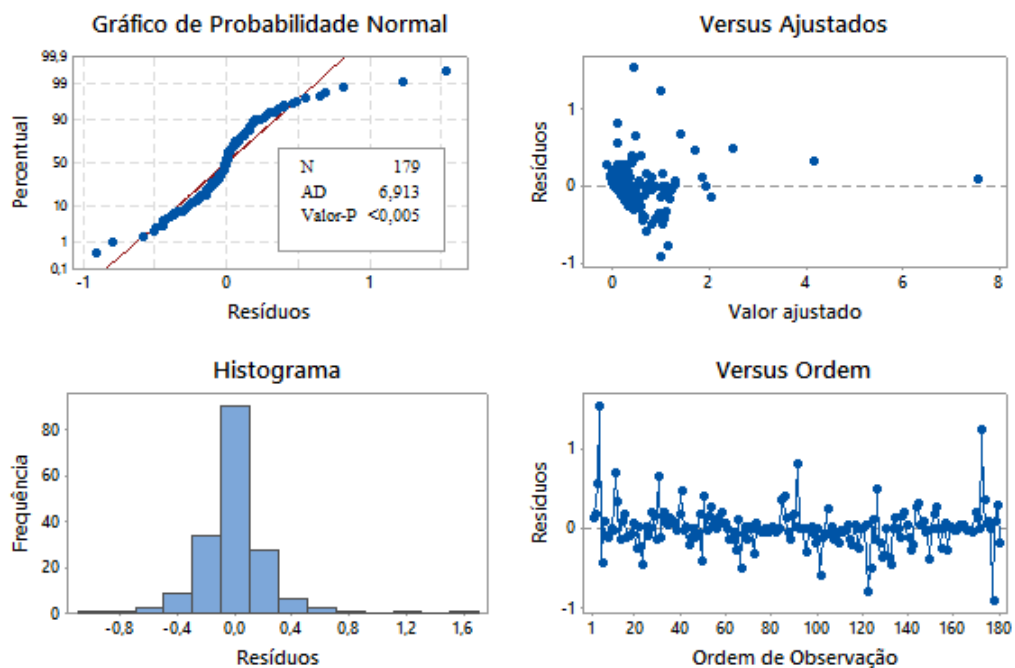 Gráfico de Probabilidade Normal
99,9
99
90
50
10
1
0,1
Percentual
N 179
AD 6,913
Valor-P <0,005
-1 0 1
Resíduos
Versus Ajustados
1
0
-1
Resíduos
0 2 4 6 8
Valor ajustado
Histograma
80
60
40
20
0
Frequência
-0,8 -0,4 0,0 0,4 0,8 1,2 1,6
Resíduos
Versus Ordem
1
0
-1
Resíduos
1 20 40 60 80 100 120 140 160 180
Ordem de Observação